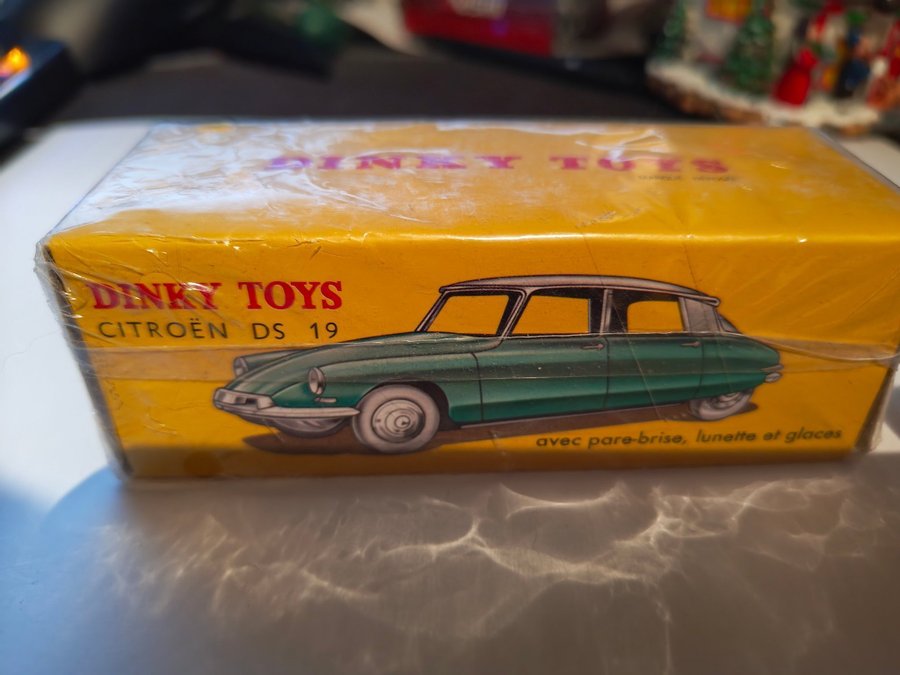 DINKY TOYS
DINKY TOYS
CITROËN DS 19
avec pare-brise, lunette et glaces